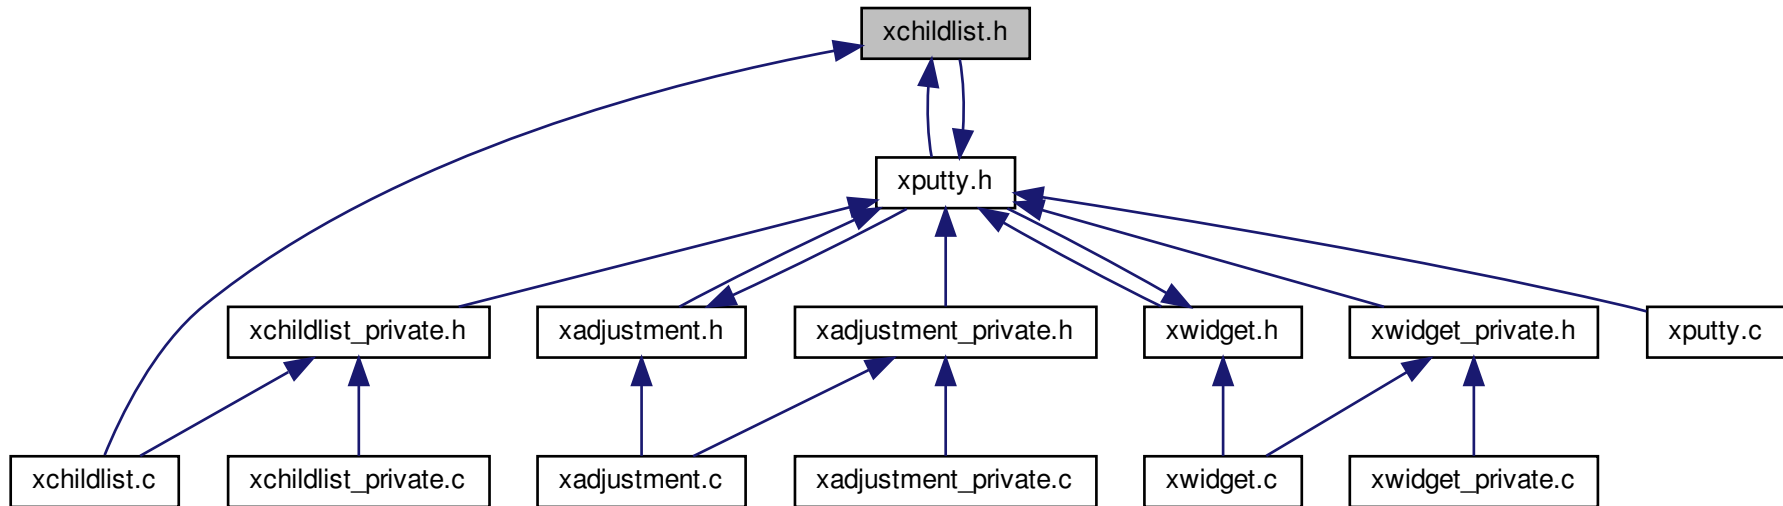 xchildlist.h
xputty.h
xchildlist_private.h
xadjustment.h
xadjustment_private.h
xwidget.h
xwidget_private.h
xputty.c
xchildlist.c
xchildlist_private.c
xadjustment.c
xadjustment_private.c
xwidget.c
xwidget_private.c